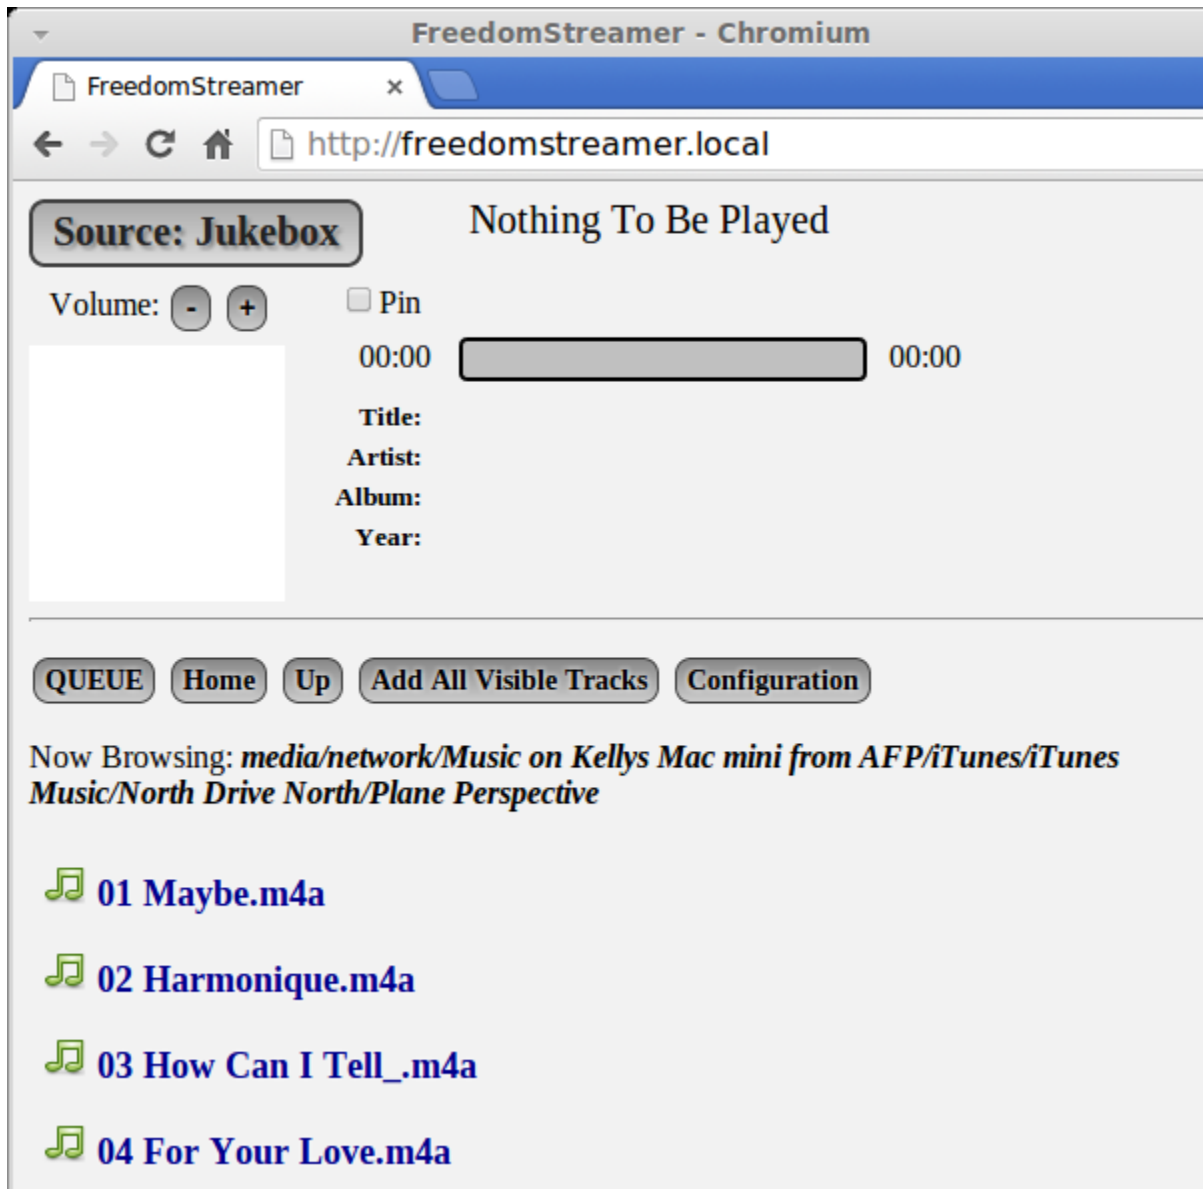 FreedomStreamer - Chromium
FreedomStreamer ×
http://freedomstreamer.local
Source: Jukebox
Nothing To Be Played
Volume: - +
Pin
00:00 00:00
Title:
Artist:
Album:
Year:
QUEUE Home Up Add All Visible Tracks Configuration
Now Browsing: media/network/Music on Kellys Mac mini from AFP/iTunes/iTunes
Music/North Drive North/Plane Perspective
01 Maybe.m4a
02 Harmonique.m4a
03 How Can I Tell_.m4a
04 For Your Love.m4a